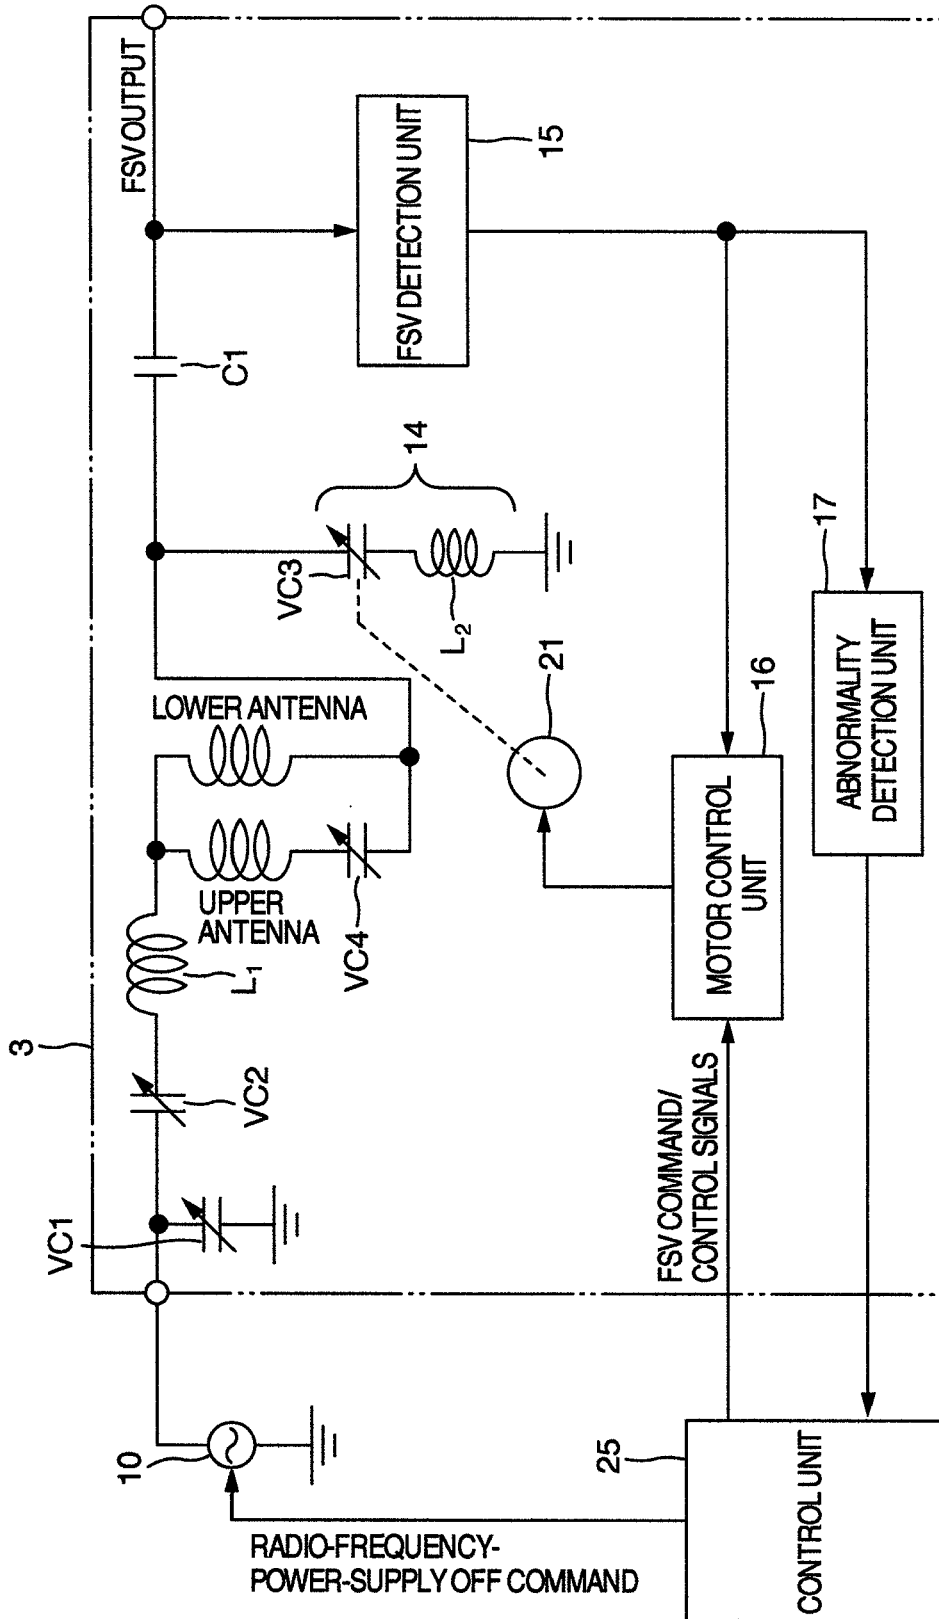 3
10
VC1
VC2
L1
UPPER
ANTENNA
LOWER ANTENNA
VC4
VC3
L2
14
C1
FSV OUTPUT
FSV DETECTION UNIT
15
21
MOTOR CONTROL
UNIT
16
ABNORMALITY
DETECTION UNIT
17
FSV COMMAND/
CONTROL SIGNALS
25
CONTROL UNIT
RADIO-FREQUENCY-
POWER-SUPPLY OFF COMMAND